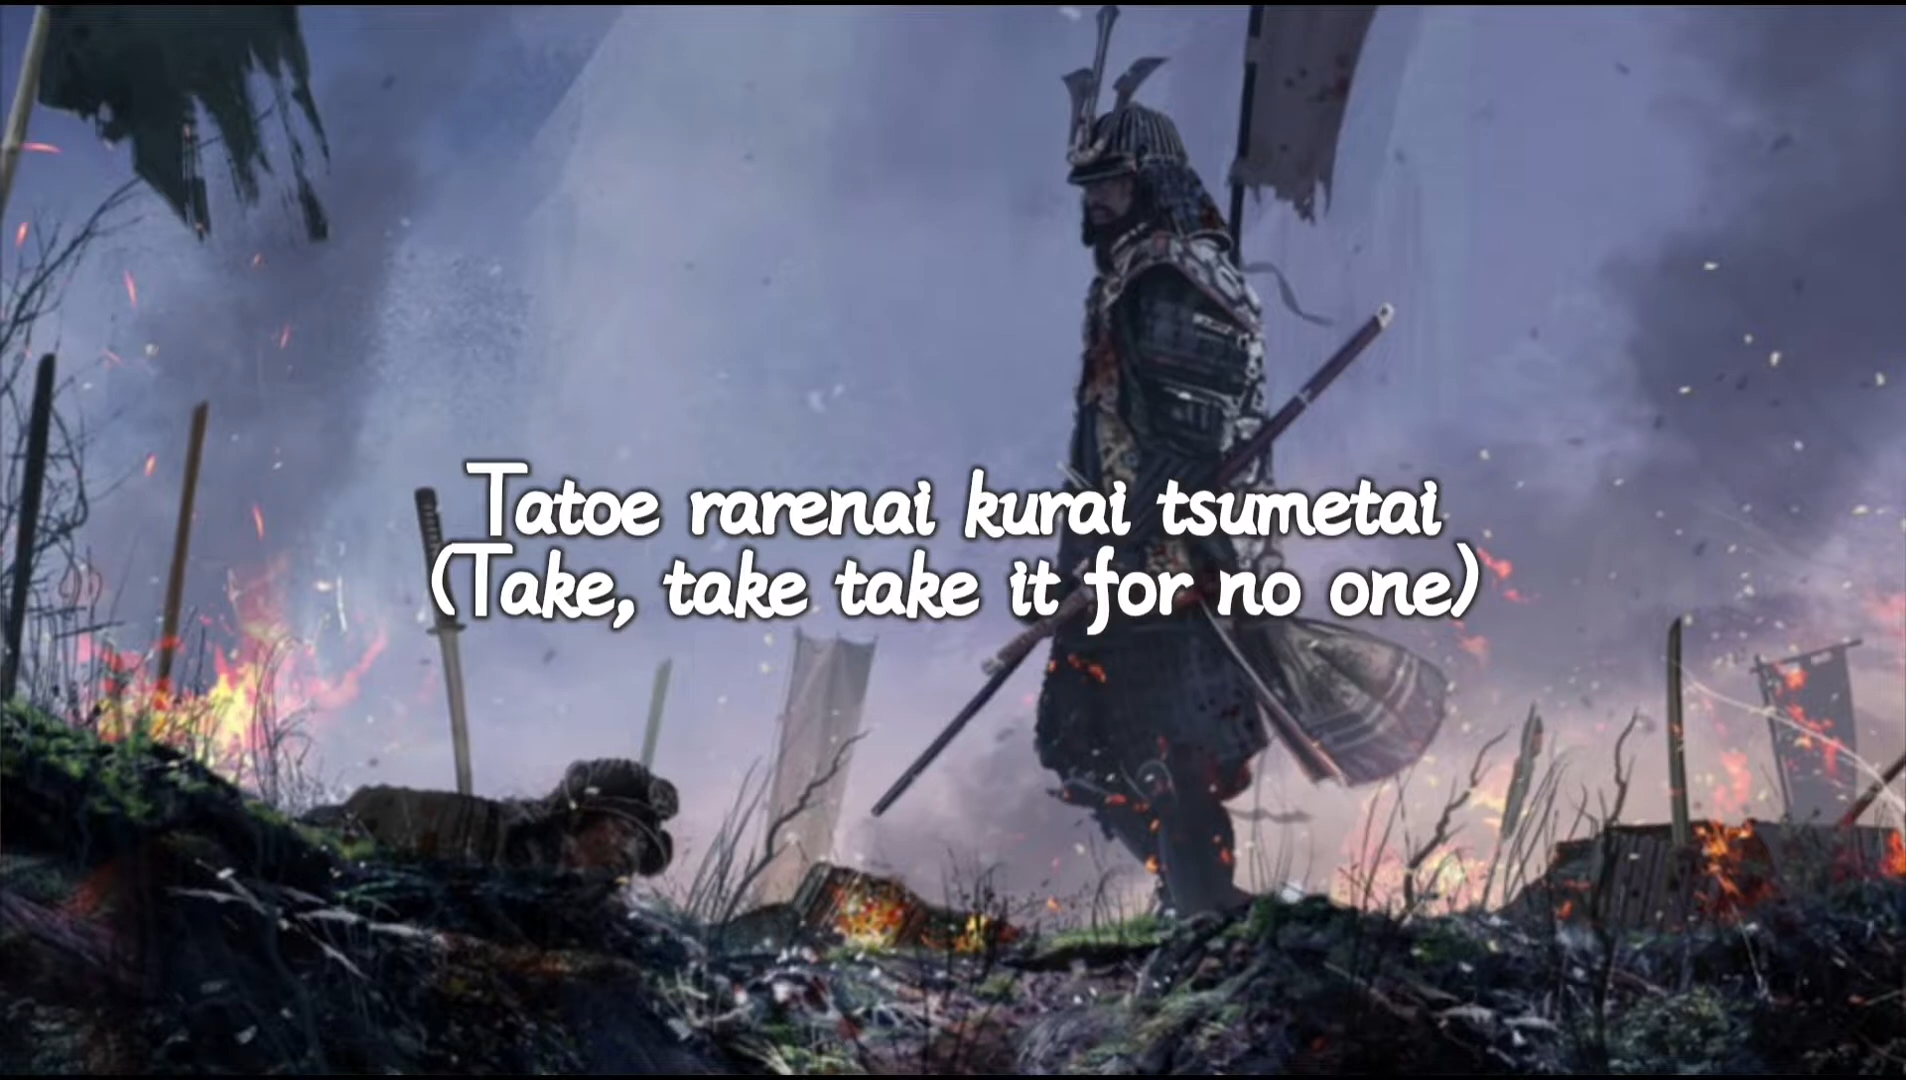 Tatoe rarenai kurai tsumetai
(Take, take take it for no one)